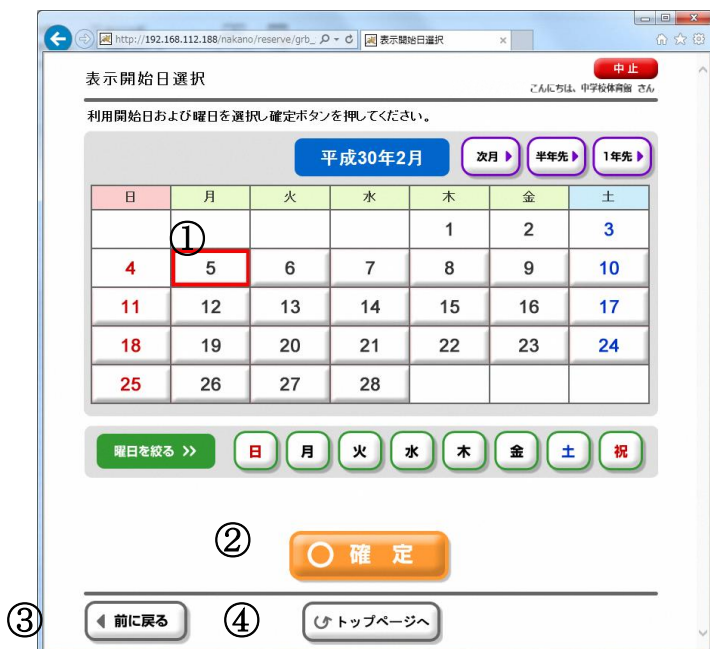 http://192.168.112.188/nakano/reserve/grb_ 表示開始日選択 ×
中止
表示開始日選択
こんにちは、中学校体育館 さん
利用開始日および曜日を選択し確定ボタンを押してください。
平成30年2月 次月 半年先 1年先
日 月 火 水 木 金 土
① 1 2 3
4 5 6 7 8 9 10
11 12 13 14 15 16 17
18 19 20 21 22 23 24
25 26 27 28
曜日を絞る >> 日 月 火 水 木 金 土 祝
② 確 定
③ 前に戻る ④ トップページへ